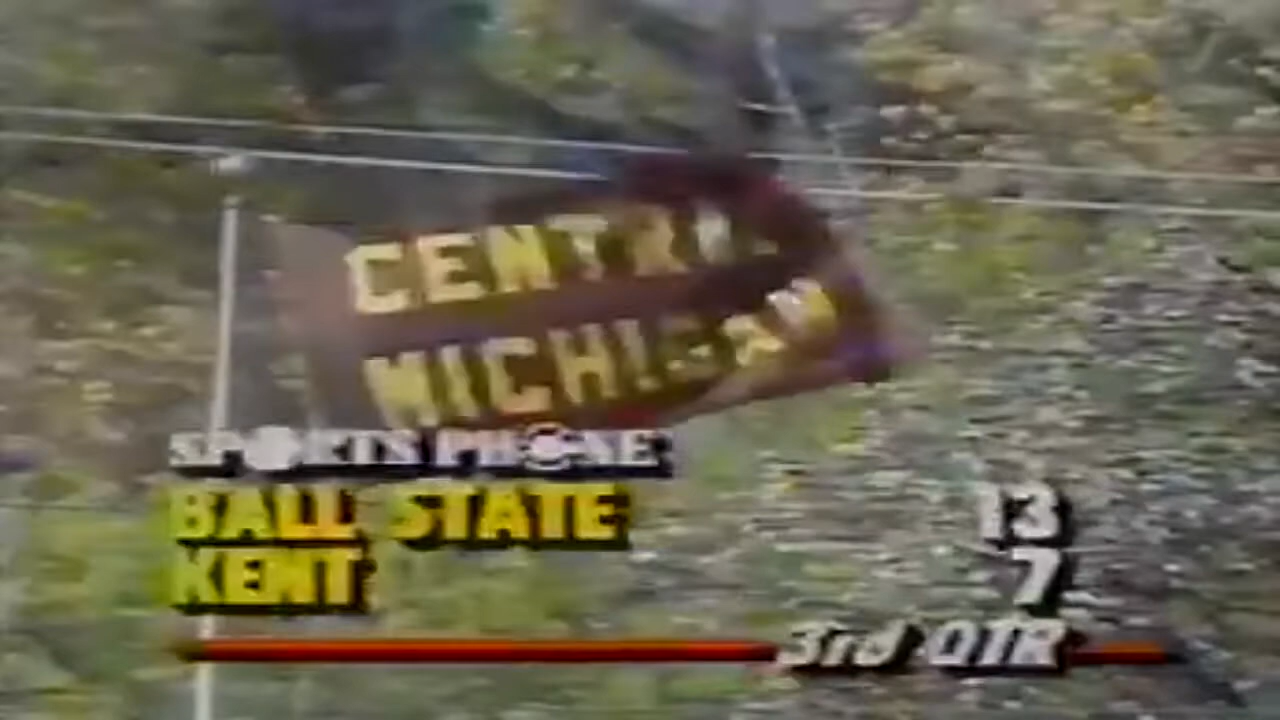 CENTRAL
MICHIGAN
SPORTS PHONE
BALL STATE 13
KENT 7
3rd QTR